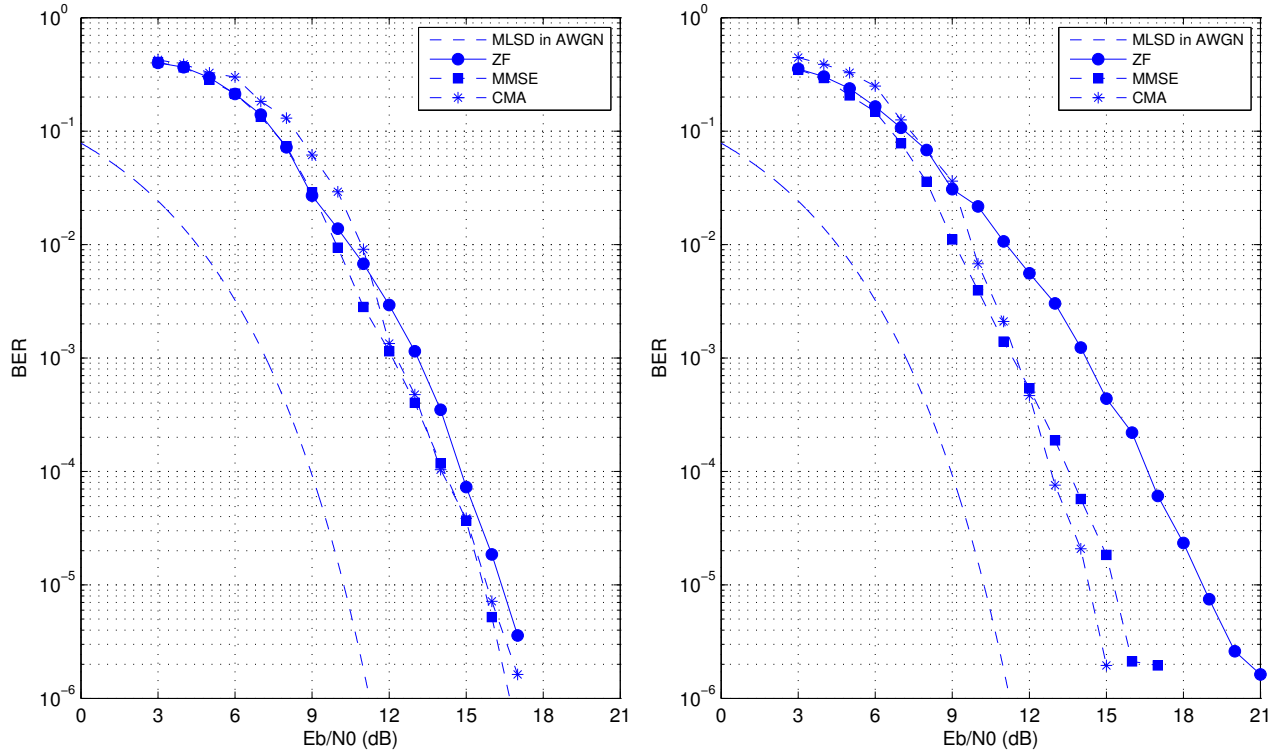 10^0
10^-1
10^-2
10^-3
10^-4
10^-5
10^-6
BER
0 3 6 9 12 15 18 21
Eb/N0 (dB)
MLSD in AWGN
ZF
MMSE
CMA
10^0
10^-1
10^-2
10^-3
10^-4
10^-5
10^-6
BER
0 3 6 9 12 15 18 21
Eb/N0 (dB)
MLSD in AWGN
ZF
MMSE
CMA